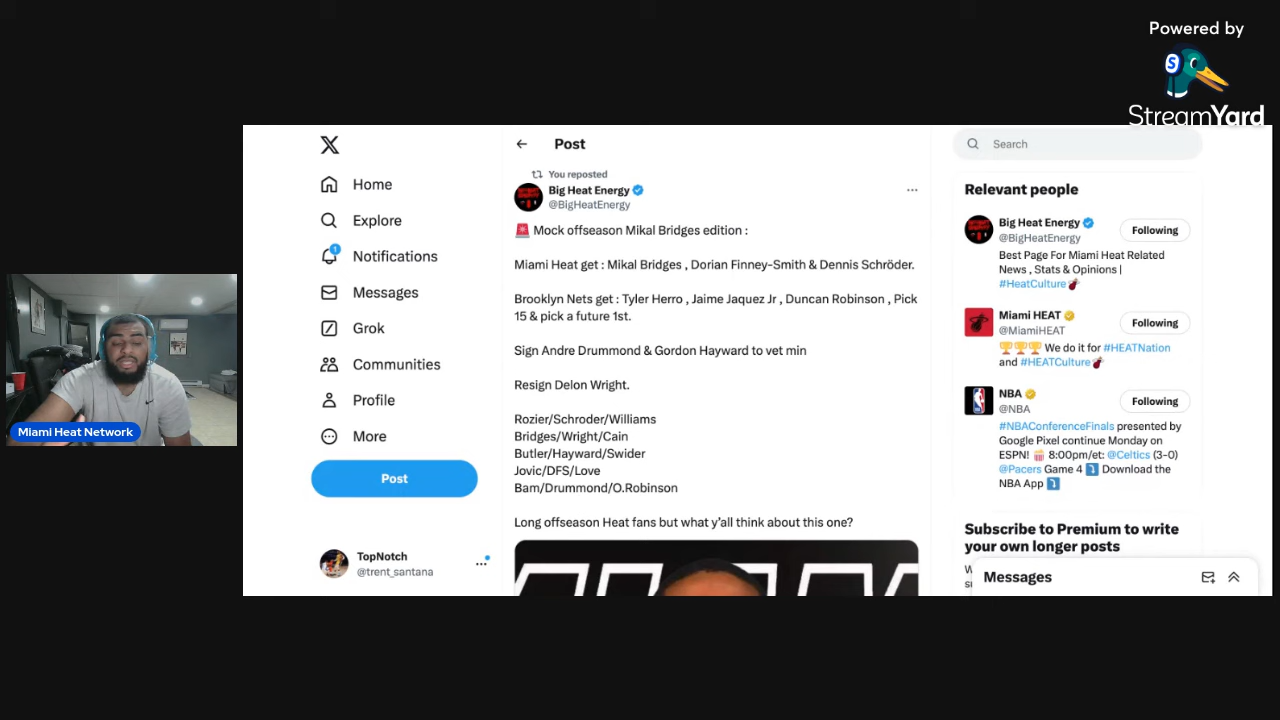 Powered by
StreamYard
Miami Heat Network
X
Home
Explore
1
Notifications
Messages
Grok
Communities
Profile
More
Post
TopNotch
@trent_santana
Post
You reposted
Big Heat Energy
@BigHeatEnergy
Mock offseason Mikal Bridges edition :
Miami Heat get : Mikal Bridges , Dorian Finney-Smith & Dennis Schröder.
Brooklyn Nets get : Tyler Herro , Jaime Jaquez Jr , Duncan Robinson , Pick
15 & pick a future 1st.
Sign Andre Drummond & Gordon Hayward to vet min
Resign Delon Wright.
Rozier/Schroder/Williams
Bridges/Wright/Cain
Butler/Hayward/Swider
Jovic/DFS/Love
Bam/Drummond/O.Robinson
Long offseason Heat fans but what y'all think about this one?
Search
Relevant people
Big Heat Energy
@BigHeatEnergy
Following
Best Page For Miami Heat Related
News , Stats & Opinions |
#HeatCulture
Miami HEAT
@MiamiHEAT
Following
We do it for #HEATNation
and #HEATCulture
NBA
@NBA
Following
#NBAConferenceFinals presented by
Google Pixel continue Monday on
ESPN! 8:00pm/et: @Celtics (3-0)
@Pacers Game 4 Download the
NBA App
Subscribe to Premium to write
your own longer posts
Messages